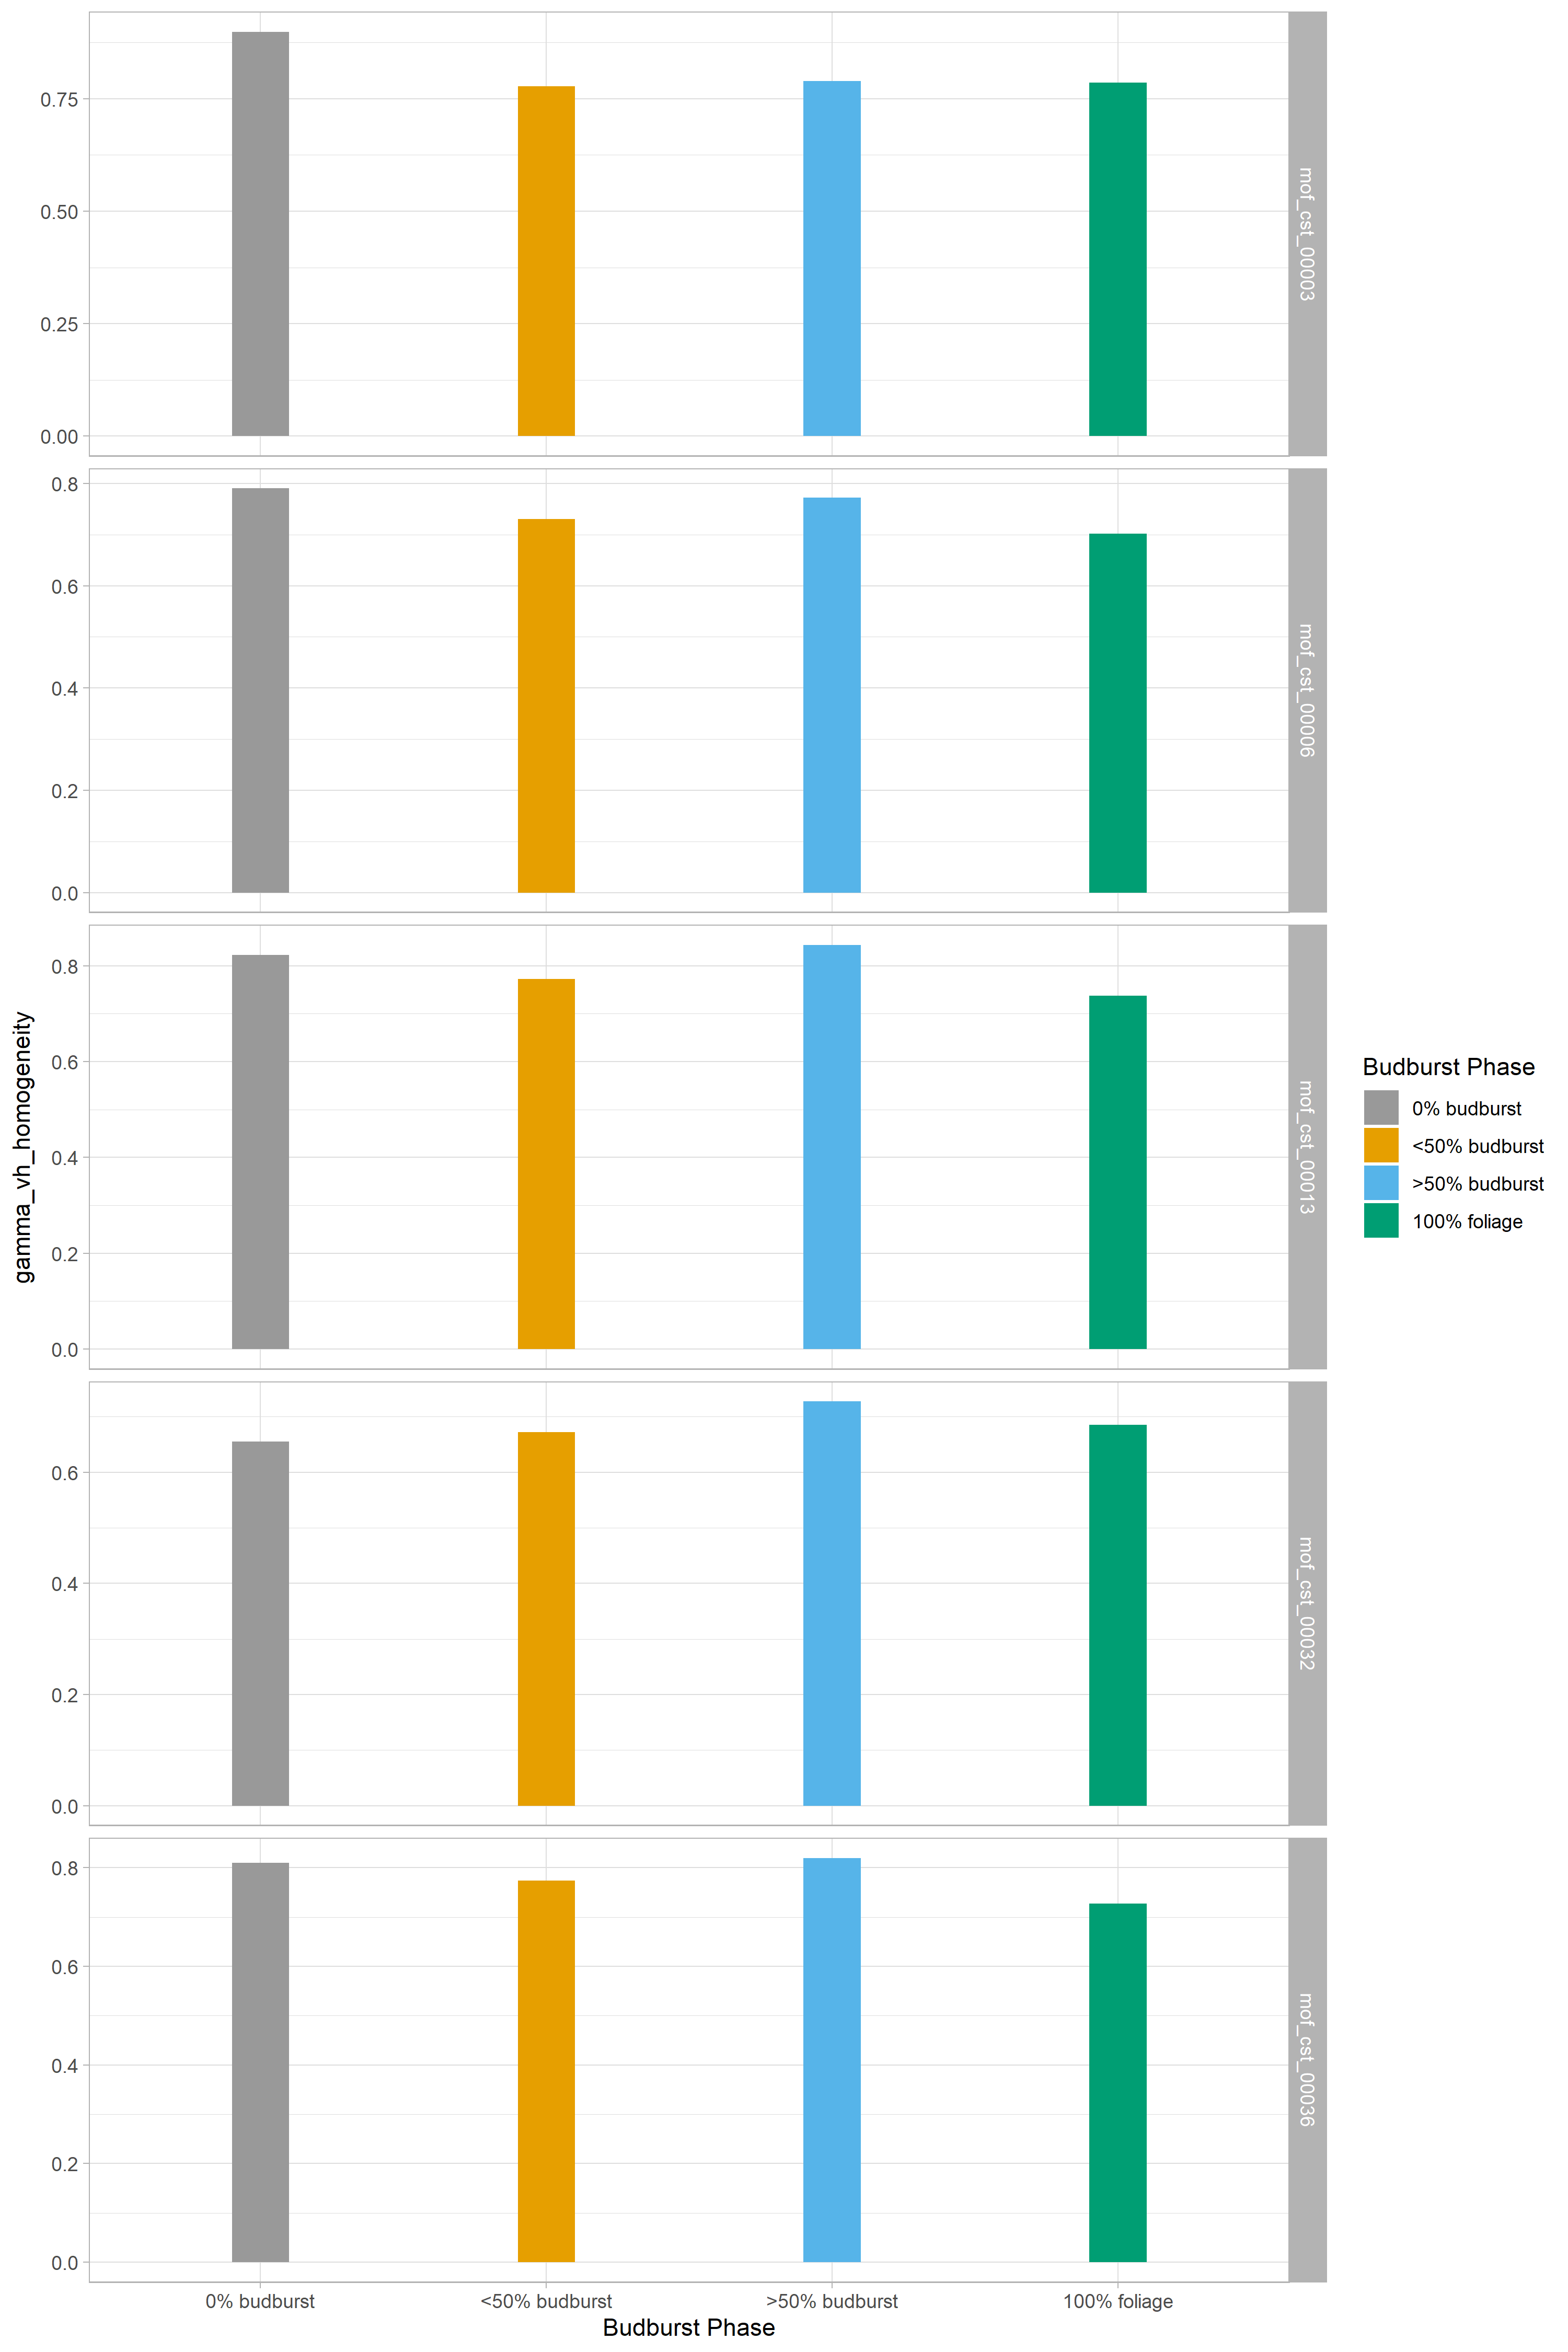 0.75
0.50
0.25
0.00
mof_cst_00003
0.8
0.6
0.4
0.2
0.0
mof_cst_00006
0.8
0.6
0.4
0.2
0.0
mof_cst_00013
0.6
0.4
0.2
0.0
mof_cst_00032
0.8
0.6
0.4
0.2
0.0
mof_cst_00036
gamma_vh_homogeneity
0% budburst
<50% budburst
>50% budburst
100% foliage
Budburst Phase
Budburst Phase
0% budburst
<50% budburst
>50% budburst
100% foliage